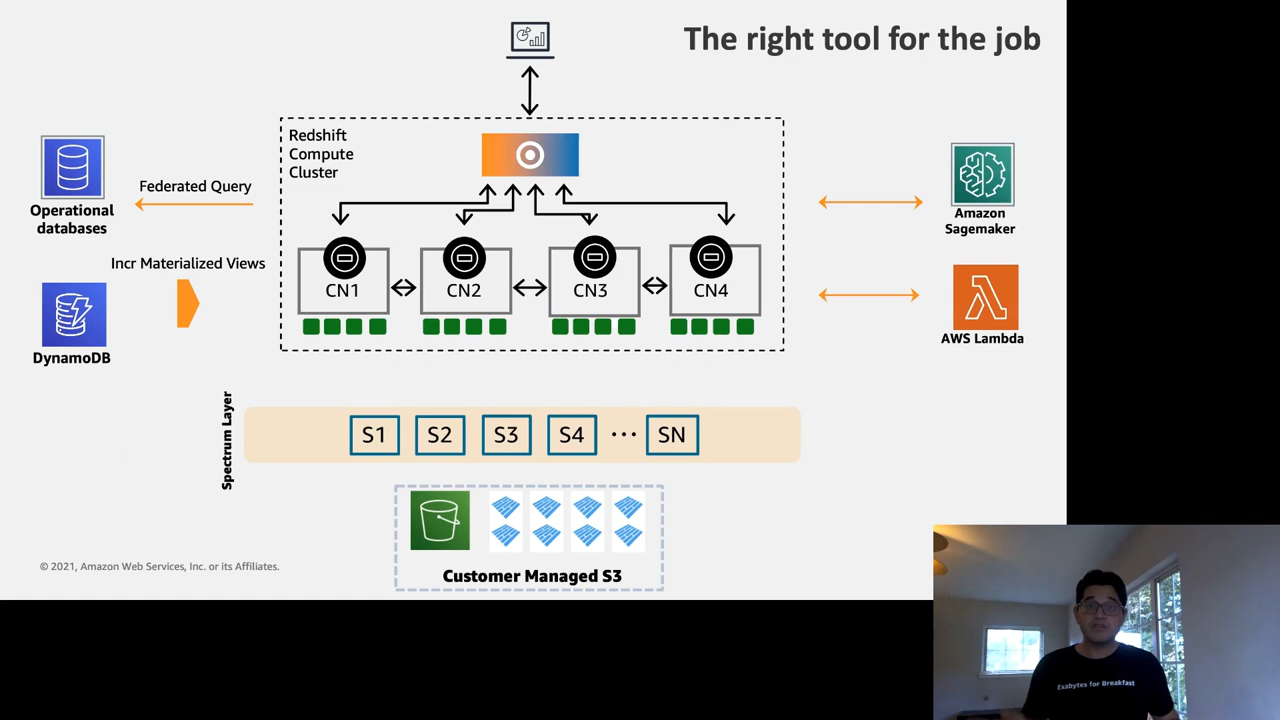 The right tool for the job
Redshift
Compute
Cluster
Federated Query
Operational
databases
Incr Materialized Views
DynamoDB
CN1
CN2
CN3
CN4
Amazon
Sagemaker
AWS Lambda
Spectrum Layer
S1
S2
S3
S4
...
SN
Customer Managed S3
© 2021, Amazon Web Services, Inc. or its Affiliates.
Exabytes for Breakfast